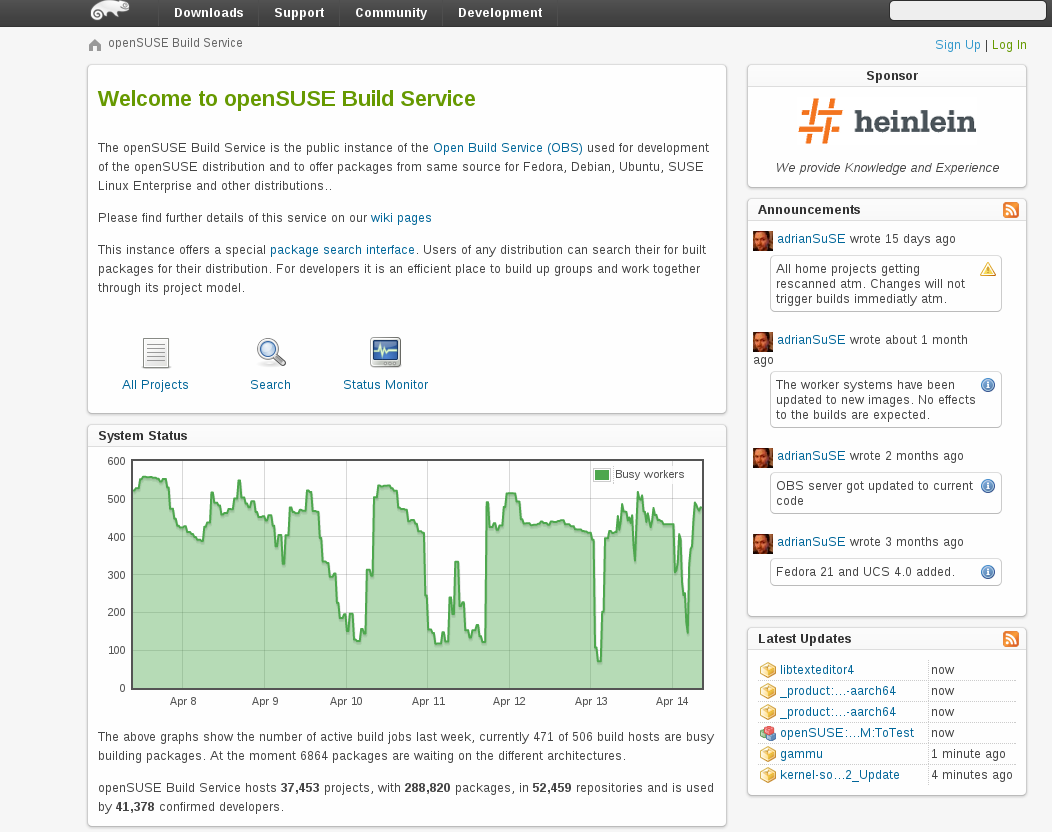 Downloads Support Community Development
openSUSE Build Service
Sign Up | Log In
Welcome to openSUSE Build Service
The openSUSE Build Service is the public instance of the Open Build Service (OBS) used for development
of the openSUSE distribution and to offer packages from same source for Fedora, Debian, Ubuntu, SUSE
Linux Enterprise and other distributions..
Please find further details of this service on our wiki pages
This instance offers a special package search interface. Users of any distribution can search their for built
packages for their distribution. For developers it is an efficient place to build up groups and work together
through its project model.
All Projects Search Status Monitor
System Status
600
500
400
300
200
100
0
Busy workers
Apr 8 Apr 9 Apr 10 Apr 11 Apr 12 Apr 13 Apr 14
The above graphs show the number of active build jobs last week, currently 471 of 506 build hosts are busy
building packages. At the moment 6864 packages are waiting on the different architectures.
openSUSE Build Service hosts 37,453 projects, with 288,820 packages, in 52,459 repositories and is used
by 41,378 confirmed developers.
Sponsor
heinlein
We provide Knowledge and Experience
Announcements
adrianSuSE wrote 15 days ago
All home projects getting
rescanned atm. Changes will not
trigger builds immediatly atm.
adrianSuSE wrote about 1 month
ago
The worker systems have been
updated to new images. No effects
to the builds are expected.
adrianSuSE wrote 2 months ago
OBS server got updated to current
code
adrianSuSE wrote 3 months ago
Fedora 21 and UCS 4.0 added.
Latest Updates
libtexteditor4 now
_product:...-aarch64 now
_product:...-aarch64 now
openSUSE:...M:ToTest now
gammu 1 minute ago
kernel-so...2_Update 4 minutes ago